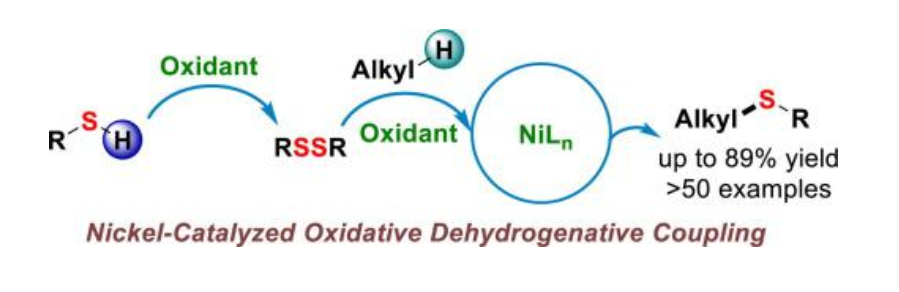 Oxidant
Alkyl H
R S H
RSSR
Oxidant
NiLn
Alkyl S R
up to 89% yield
>50 examples
Nickel-Catalyzed Oxidative Dehydrogenative Coupling